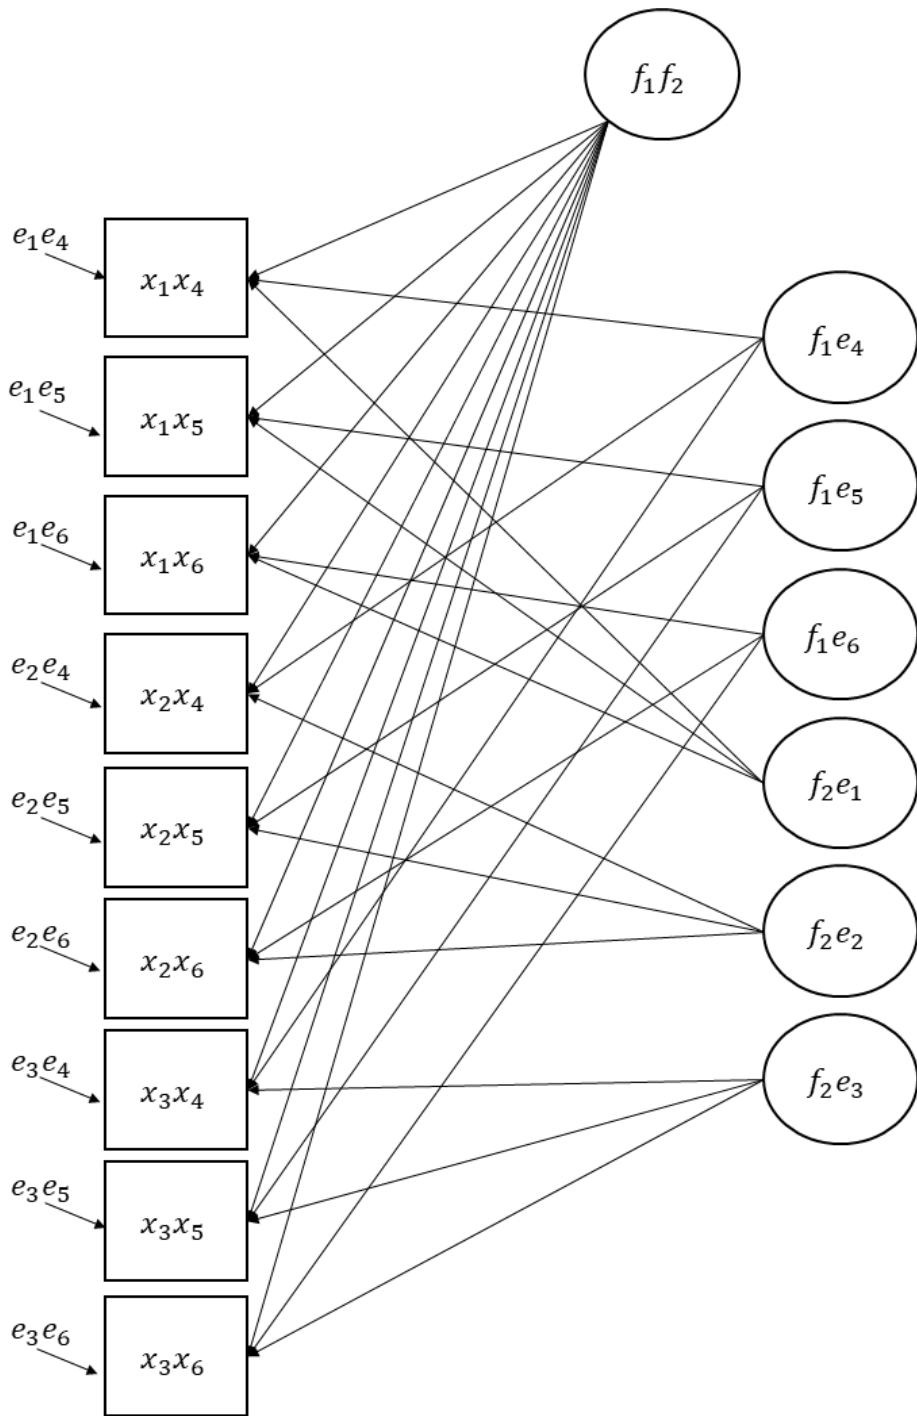 f₁f₂
e₁e₄
x₁x₄
f₁e₄
e₁e₅
x₁x₅
f₁e₅
e₁e₆
x₁x₆
f₁e₆
e₂e₄
x₂x₄
f₂e₁
e₂e₅
x₂x₅
e₂e₆
x₂x₆
f₂e₂
e₃e₄
x₃x₄
f₂e₃
e₃e₅
x₃x₅
e₃e₆
x₃x₆